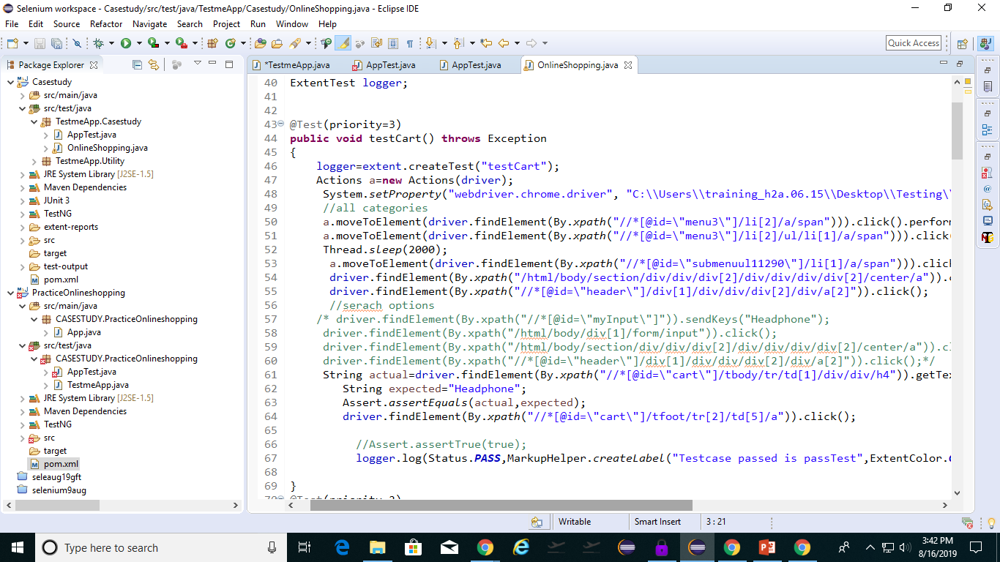 Selenium workspace - Casestudy/src/test/java/TestmeApp/Casestudy/OnlineShopping.java - Eclipse IDE
File Edit Source Refactor Navigate Search Project Run Window Help
Quick Access
Package Explorer
*TestmeApp.java AppTest.java AppTest.java OnlineShopping.java
Casestudy
src/main/java
src/test/java
TestmeApp.Casestudy
AppTest.java
OnlineShopping.java
TestmeApp.Utility
JRE System Library [J2SE-1.5]
Maven Dependencies
JUnit 3
TestNG
extent-reports
src
target
test-output
pom.xml
PracticeOnlineshopping
src/main/java
CASESTUDY.PracticeOnlineshopping
App.java
src/test/java
CASESTUDY.PracticeOnlineshopping
AppTest.java
TestmeApp.java
JRE System Library [J2SE-1.5]
Maven Dependencies
TestNG
src
target
pom.xml
seleaug19gft
selenium9aug
40 ExtentTest logger;
41
42
43 @Test(priority=3)
44 public void testCart() throws Exception
45 {
46 logger=extent.createTest("testCart");
47 Actions a=new Actions(driver);
48 System.setProperty("webdriver.chrome.driver", "C:\\Users\\training_h2a.06.15\\Desktop\\Testing\
49 //all categories
50 a.moveToElement(driver.findElement(By.xpath("//*[@id=\"menu3\"]/li[2]/a/span"))).click().perfor
51 a.moveToElement(driver.findElement(By.xpath("//*[@id=\"menu3\"]/li[2]/ul/li[1]/a/span"))).click(
52 Thread.sleep(2000);
53 a.moveToElement(driver.findElement(By.xpath("//*[@id=\"submenuul11290\"]/li[1]/a/span"))).click
54 driver.findElement(By.xpath("/html/body/section/div/div/div[2]/div/div/div/div[2]/center/a")).c
55 driver.findElement(By.xpath("//*[@id=\"header\"]/div[1]/div/div/div[2]/div/a[2]")).click();
56 //serach options
57 /* driver.findElement(By.xpath("//*[@id=\"myInput\"]")).sendKeys("Headphone");
58 driver.findElement(By.xpath("/html/body/div[1]/form/input")).click();
59 driver.findElement(By.xpath("/html/body/section/div/div/div[2]/div/div/div/div[2]/center/a")).cl
60 driver.findElement(By.xpath("//*[@id=\"header\"]/div[1]/div/div/div[2]/div/a[2]")).click();*/
61 String actual=driver.findElement(By.xpath("//*[@id=\"cart\"]/tbody/tr/td[1]/div/div/h4")).getTex
62 String expected="Headphone";
63 Assert.assertEquals(actual,expected);
64 driver.findElement(By.xpath("//*[@id=\"cart\"]/tfoot/tr[2]/td[5]/a")).click();
65
66 //Assert.assertTrue(true);
67 logger.log(Status.PASS,MarkupHelper.createLabel("Testcase passed is passTest",ExtentColor.
68
69 }
Writable Smart Insert 3 : 21
Type here to search
3:42 PM
8/16/2019